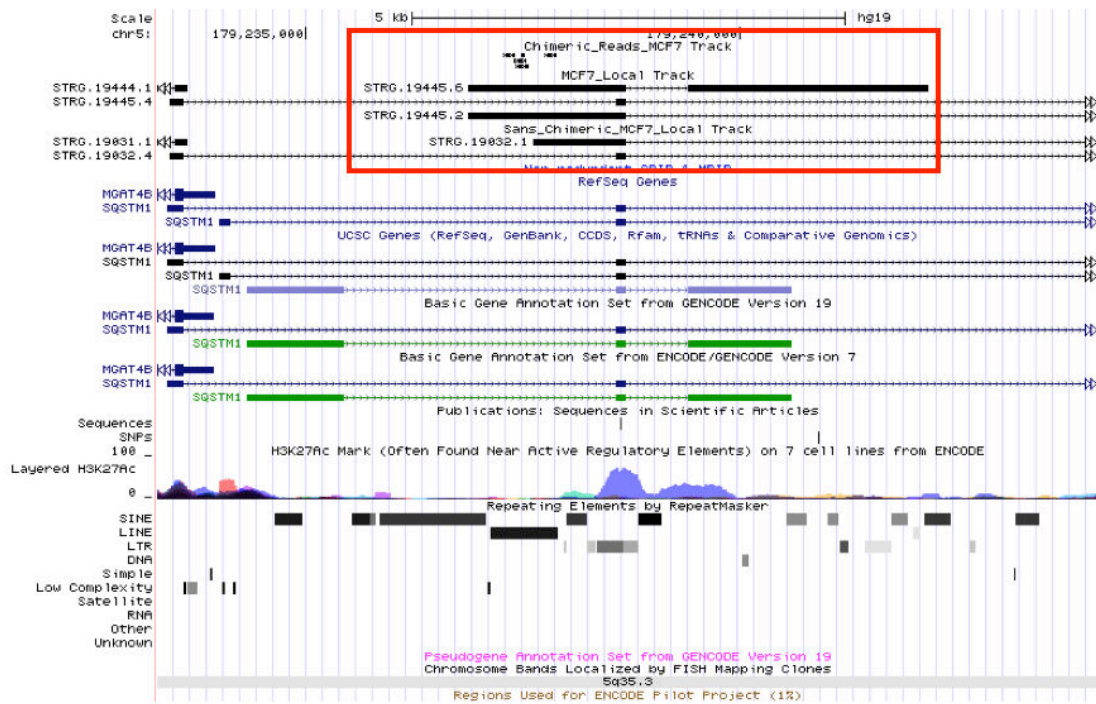 Scale 5 kb hg19
chr5: 179,235,000 179,240,000
Chimeric_Reads_MCF7 Track
MCF7_Local Track
STRG.19444.1 STRG.19445.6
STRG.19445.4
STRG.19445.2
Sans_Chimeric_MCF7_Local Track
STRG.19031.1 STRG.19032.1
STRG.19032.4
RefSeq Genes
MGAT4B
SQSTM1
SQSTM1
UCSC Genes (RefSeq, GenBank, CCDS, Rfam, tRNAs & Comparative Genomics)
MGAT4B
SQSTM1
SQSTM1
SQSTM1
Basic Gene Annotation Set from GENCODE Version 19
MGAT4B
SQSTM1
SQSTM1
Basic Gene Annotation Set from ENCODE/GENCODE Version 7
MGAT4B
SQSTM1
SQSTM1
Publications: Sequences in Scientific Articles
Sequences
SNPs
H3K27Ac Mark (Often Found Near Active Regulatory Elements) on 7 cell lines from ENCODE
100 _
Layered H3K27Ac
0 _
Repeating Elements by RepeatMasker
SINE
LINE
LTR
DNA
Simple
Low Complexity
Satellite
RNA
Other
Unknown
Pseudogene Annotation Set from GENCODE Version 19
Chromosome Bands Localized by FISH Mapping Clones
5q35.3
Regions Used for ENCODE Pilot Project (1%)